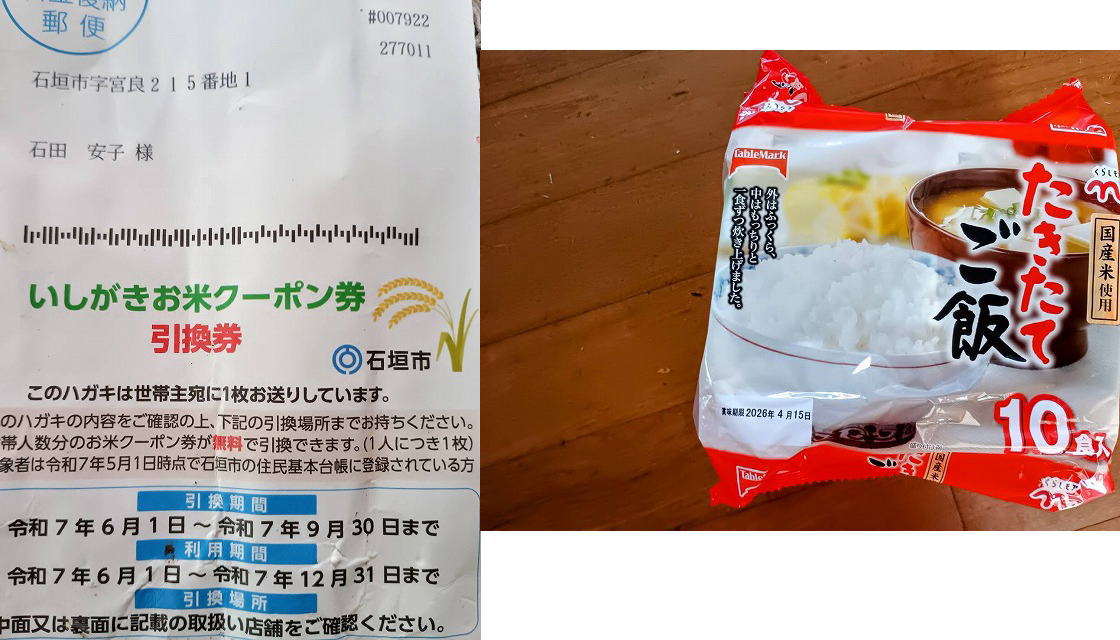 郵便
#007922
277011
石垣市字宮良215番地1
石田 安子 様
いしがきお米クーポン券
引換券
石垣市
このハガキは世帯主宛に1枚お送りしています。
のハガキの内容をご確認の上、下記の引換場所までお持ちください。
帯人数分のお米クーポン券が無料で引換できます。(1人につき1枚)
象者は令和7年5月1日時点で石垣市の住民基本台帳に登録されている方
引換期間
令和7年6月1日～令和7年9月30日まで
利用期間
令和7年6月1日～令和7年12月31日まで
引換場所
中面又は裏面に記載の取扱い店舗をご確認ください。
TableMark
外はふっくら、
中はもっちりと
一食ずつ炊き上げました。
たきたて
ご飯
くらしモア
国産米使用
賞味期限 2026年4月15日
10食入